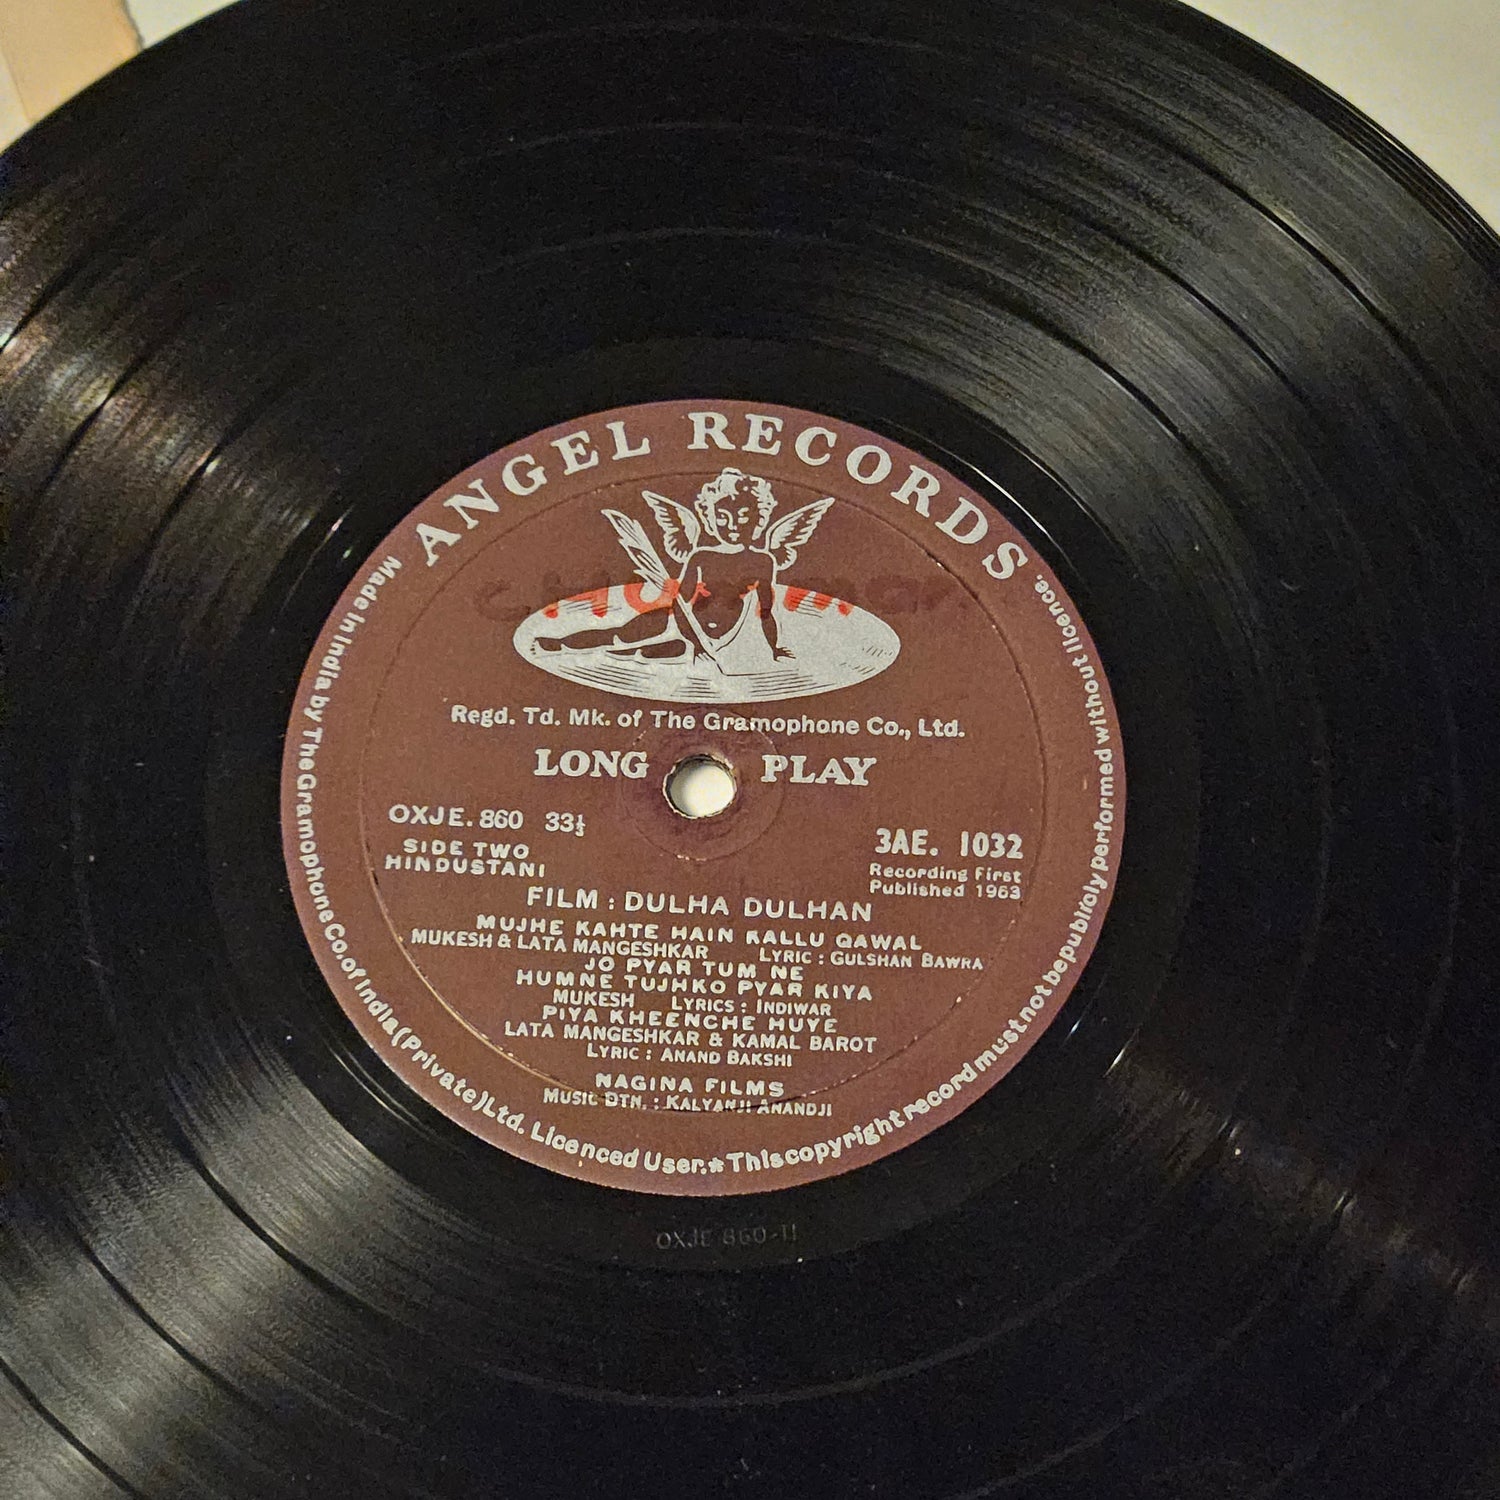 ANGEL RECORDS
Regd. Td. Mk. of The Gramophone Co., Ltd.
LONG PLAY
OXJE. 860 33⅓
SIDE TWO
HINDUSTANI
3AE. 1032
Recording First
Published 1963
FILM : DULHA DULHAN
MUJHE KAHTE HAIN KALLU QAWAL
MUKESH & LATA MANGESHKAR LYRIC : GULSHAN BAWRA
JO PYAR TUM NE
HUMNE TUJHKO PYAR KIYA
MUKESH LYRICS : INDIWAR
PIYA KHEENCHE HUYE
LATA MANGESHKAR & KAMAL BAROT
LYRIC : ANAND BAKSHI
NAGINA FILMS
MUSIC DTN. : KALYANJI ANANDJI
Made in India by The Gramophone Co. of India (Private) Ltd. Licenced User. * This copyright record must not be publicly performed without licence.
OXJE 860-11